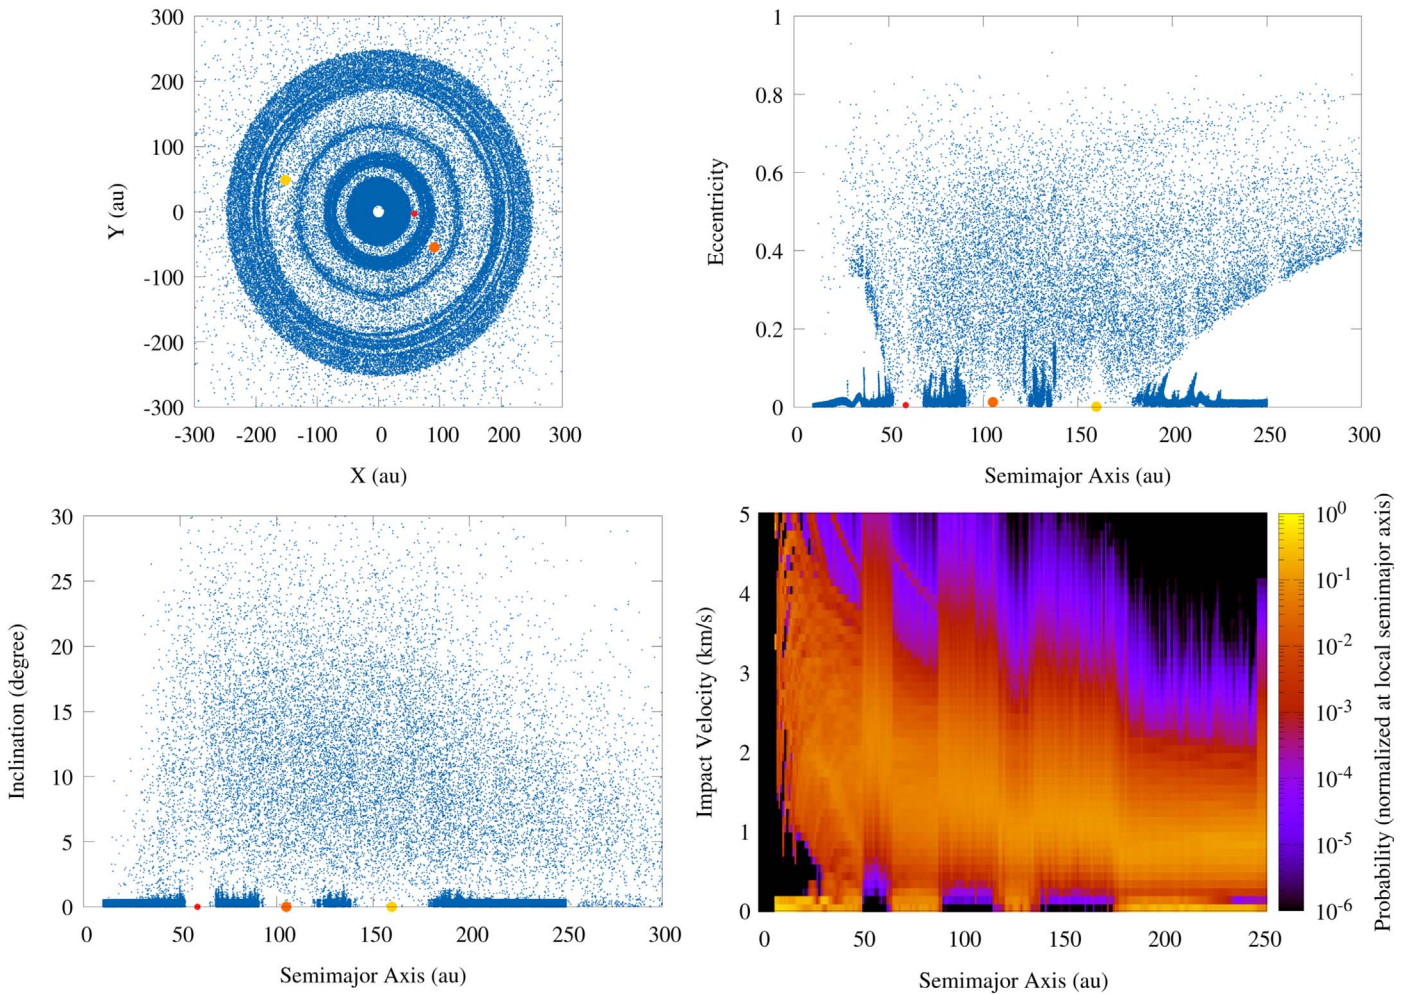 300
200
100
0
-100
-200
-300
Y (au)
-300 -200 -100 0 100 200 300
X (au)
1
0.8
0.6
0.4
0.2
0
Eccentricity
0 50 100 150 200 250 300
Semimajor Axis (au)
30
25
20
15
10
5
0
Inclination (degree)
0 50 100 150 200 250 300
Semimajor Axis (au)
5
4
3
2
1
0
Impact Velocity (km/s)
0 50 100 150 200 250
Semimajor Axis (au)
10⁰
10⁻¹
10⁻²
10⁻³
10⁻⁴
10⁻⁵
10⁻⁶
Probability (normalized at local semimajor axis)